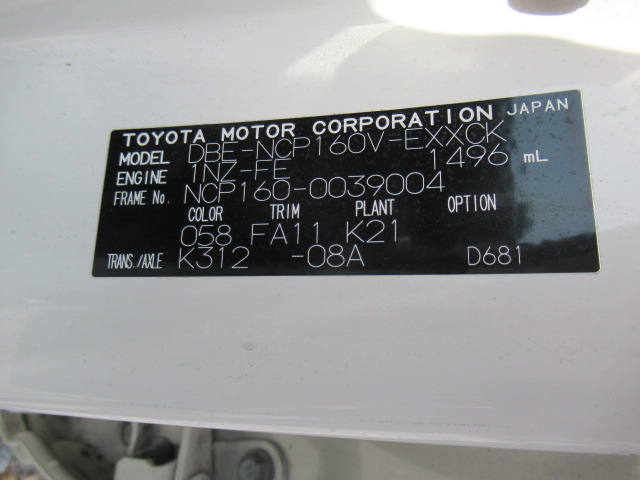 TOYOTA MOTOR CORPORATION JAPAN
MODEL DBE-NCP160V-EXXCK
ENGINE 1NZ-FE 1496 mL
FRAME No. NCP160-0039004
COLOR TRIM PLANT OPTION
058 FA11 K21
TRANS./AXLE K312 -08A D681